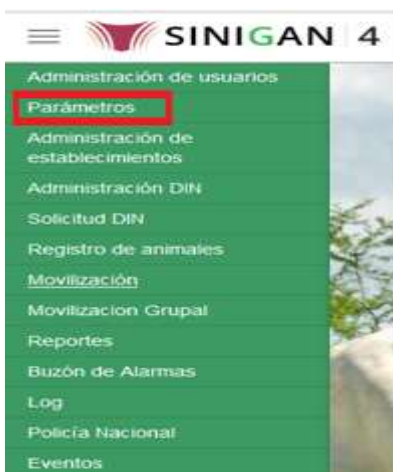 SINIGAN 4
Administración de usuarios
Parámetros
Administración de
establecimientos
Administración DIN
Solicitud DIN
Registro de animales
Movilización
Movilizacion Grupal
Reportes
Buzón de Alarmas
Log
Policía Nacional
Eventos